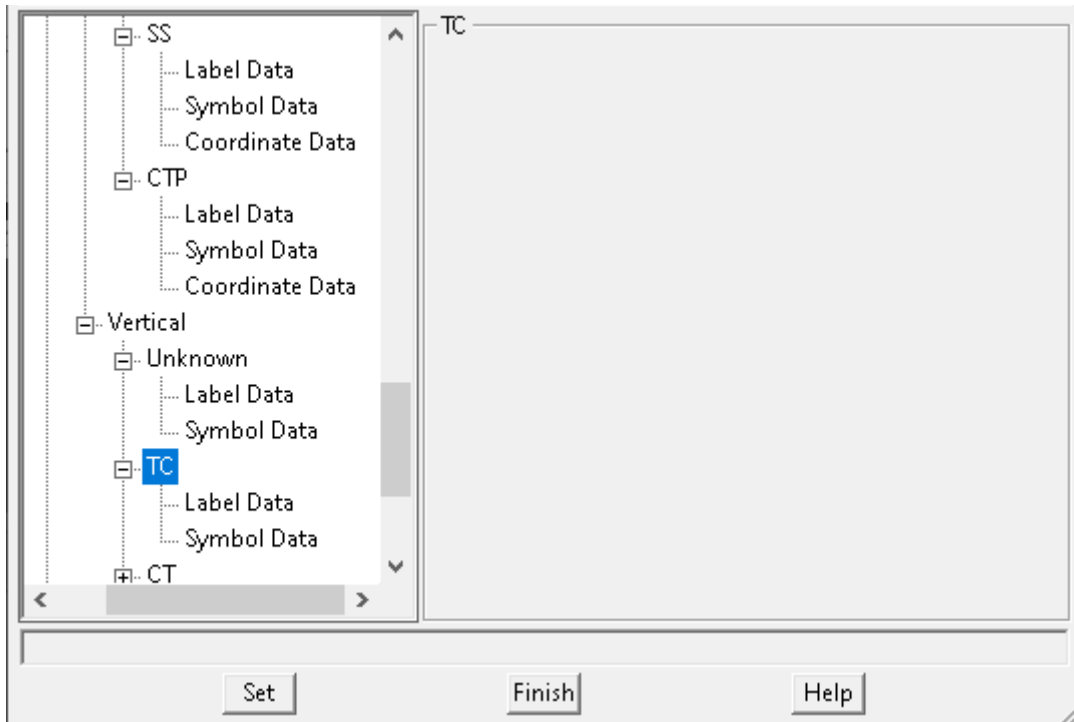 SS
Label Data
Symbol Data
Coordinate Data
CTP
Label Data
Symbol Data
Coordinate Data
Vertical
Unknown
Label Data
Symbol Data
TC
Label Data
Symbol Data
CT
TC
Set
Finish
Help